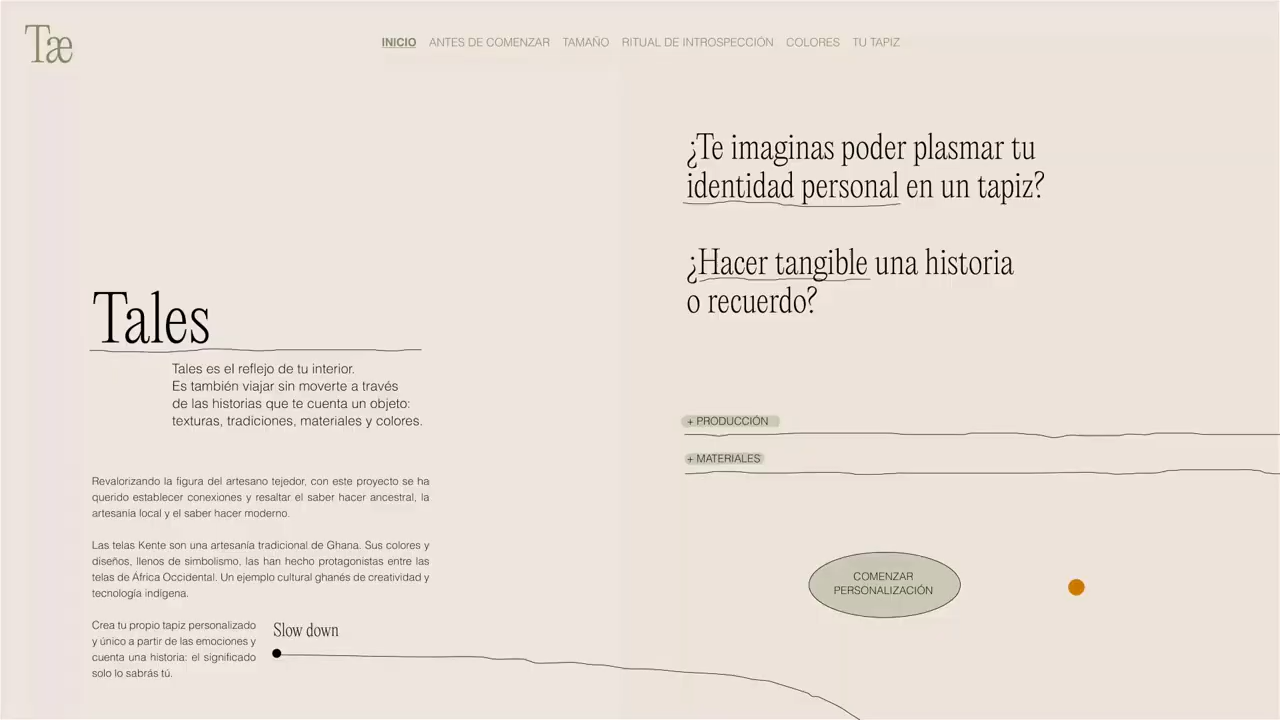 Tæ
INICIO ANTES DE COMENZAR TAMAÑO RITUAL DE INTROSPECCIÓN COLORES TU TAPIZ
Tales
Tales es el reflejo de tu interior.
Es también viajar sin moverte a través
de las historias que te cuenta un objeto:
texturas, tradiciones, materiales y colores.
Revalorizando la figura del artesano tejedor, con este proyecto se ha
querido establecer conexiones y resaltar el saber hacer ancestral, la
artesanía local y el saber hacer moderno.
Las telas Kente son una artesanía tradicional de Ghana. Sus colores y
diseños, llenos de simbolismo, las han hecho protagonistas entre las
telas de África Occidental. Un ejemplo cultural ghanés de creatividad y
tecnología indígena.
Crea tu propio tapiz personalizado
y único a partir de las emociones y
cuenta una historia: el significado
solo lo sabrás tú.
Slow down
¿Te imaginas poder plasmar tu
identidad personal en un tapiz?
¿Hacer tangible una historia
o recuerdo?
+ PRODUCCIÓN
+ MATERIALES
COMENZAR
PERSONALIZACIÓN